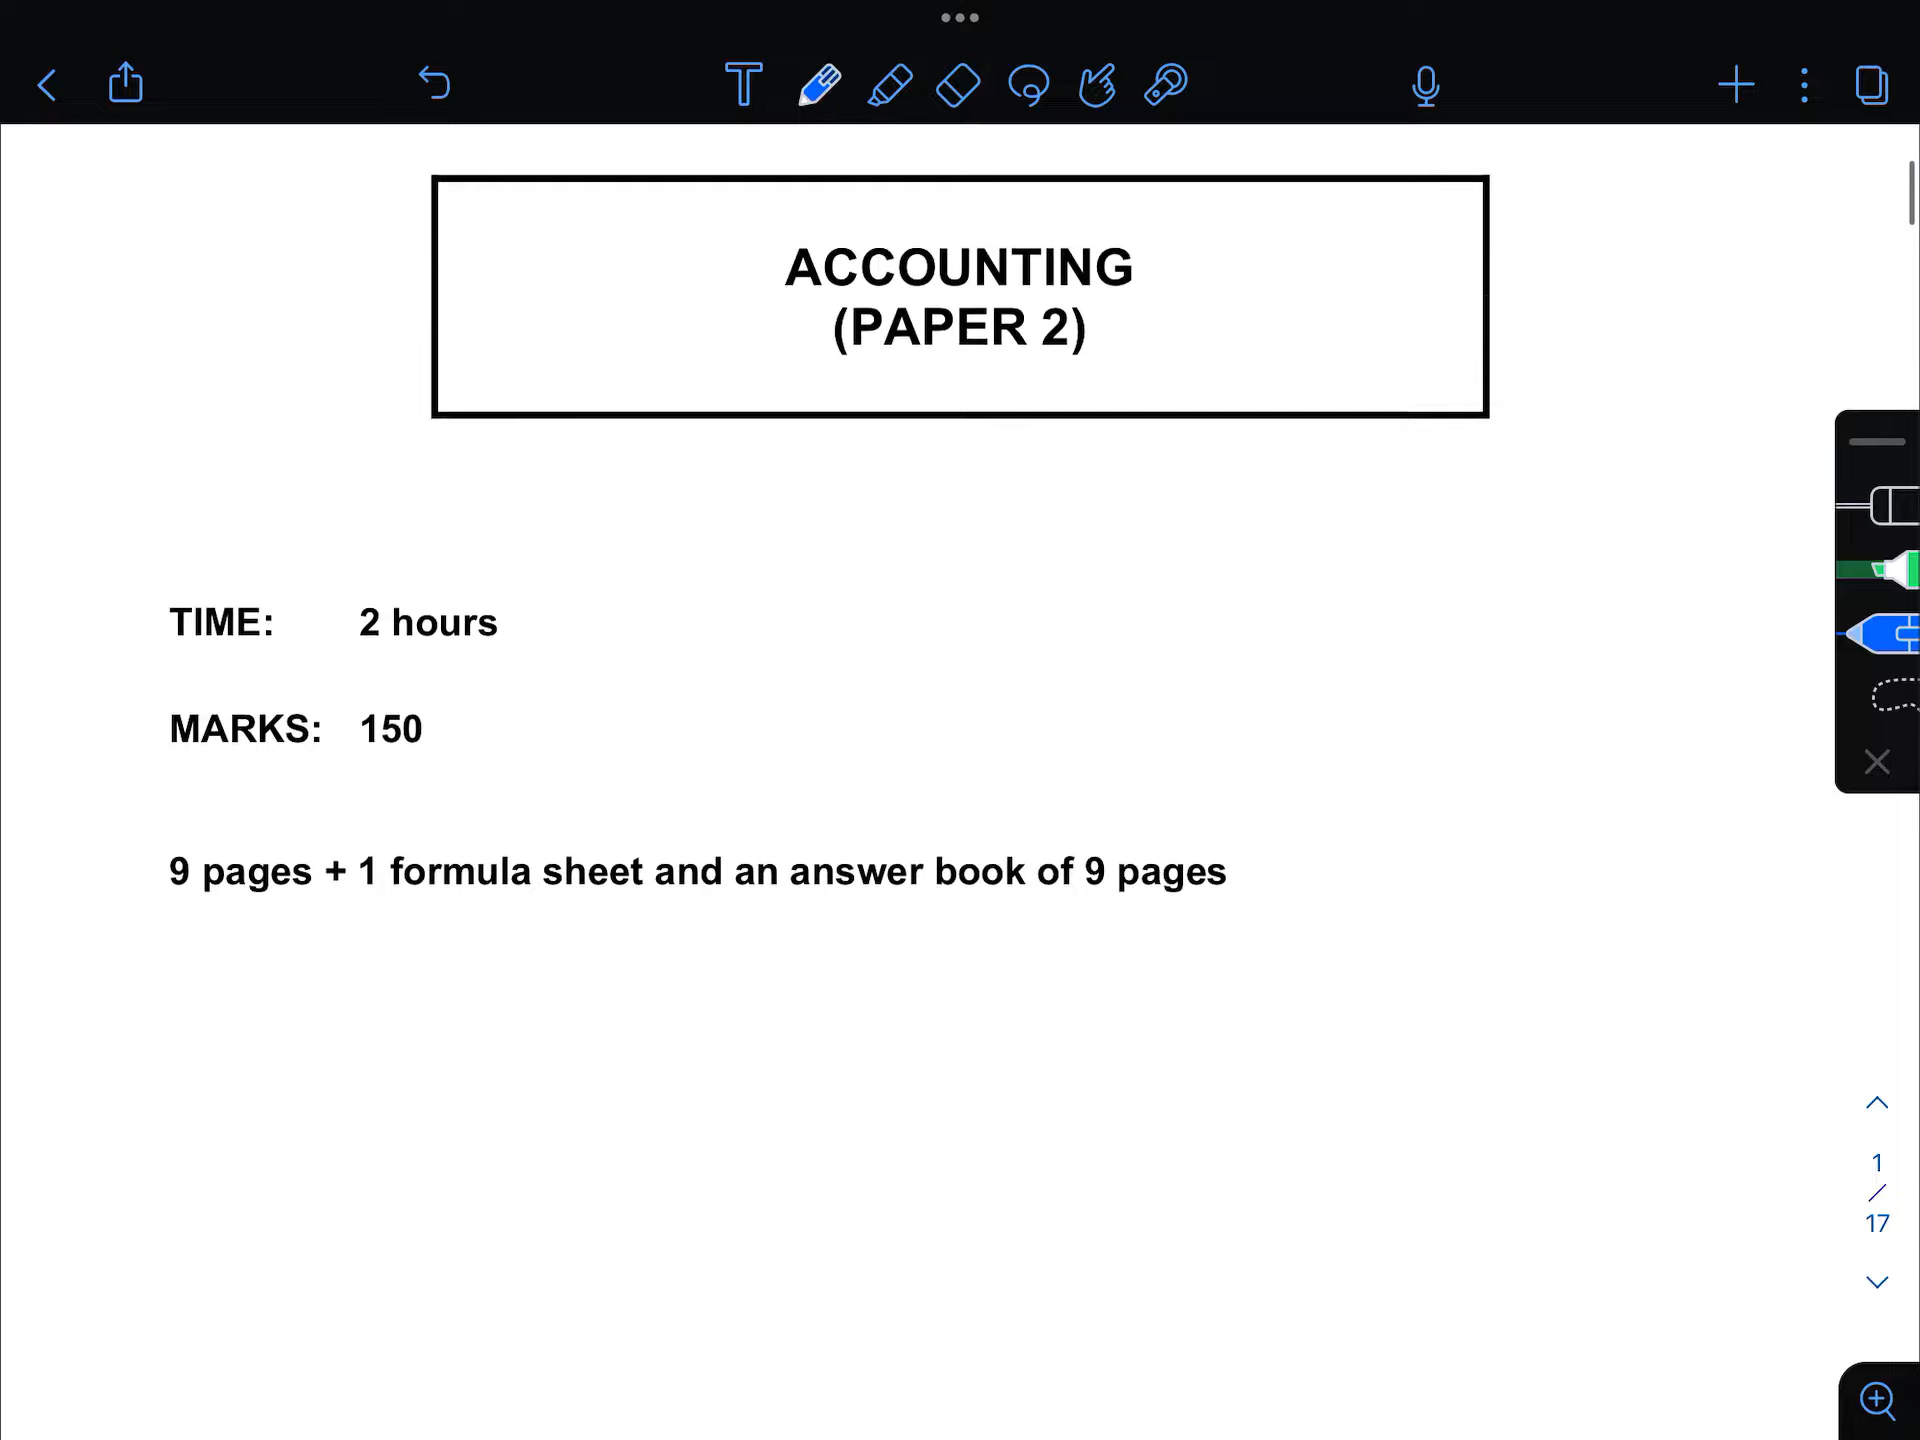 ACCOUNTING
(PAPER 2)
TIME: 2 hours
MARKS: 150
9 pages + 1 formula sheet and an answer book of 9 pages
1
/
17